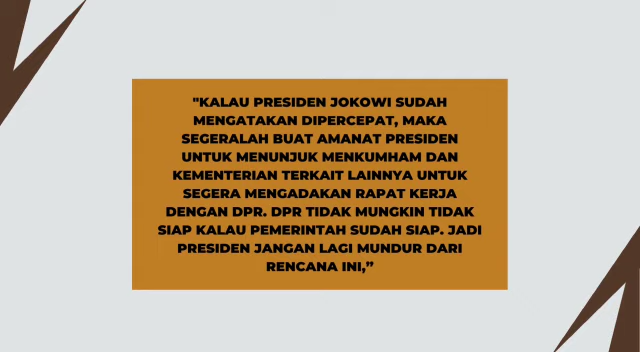 "KALAU PRESIDEN JOKOWI SUDAH
MENGATAKAN DIPERCEPAT, MAKA
SEGERALAH BUAT AMANAT PRESIDEN
UNTUK MENUNJUK MENKUMHAM DAN
KEMENTERIAN TERKAIT LAINNYA UNTUK
SEGERA MENGADAKAN RAPAT KERJA
DENGAN DPR. DPR TIDAK MUNGKIN TIDAK
SIAP KALAU PEMERINTAH SUDAH SIAP. JADI
PRESIDEN JANGAN LAGI MUNDUR DARI
RENCANA INI,”